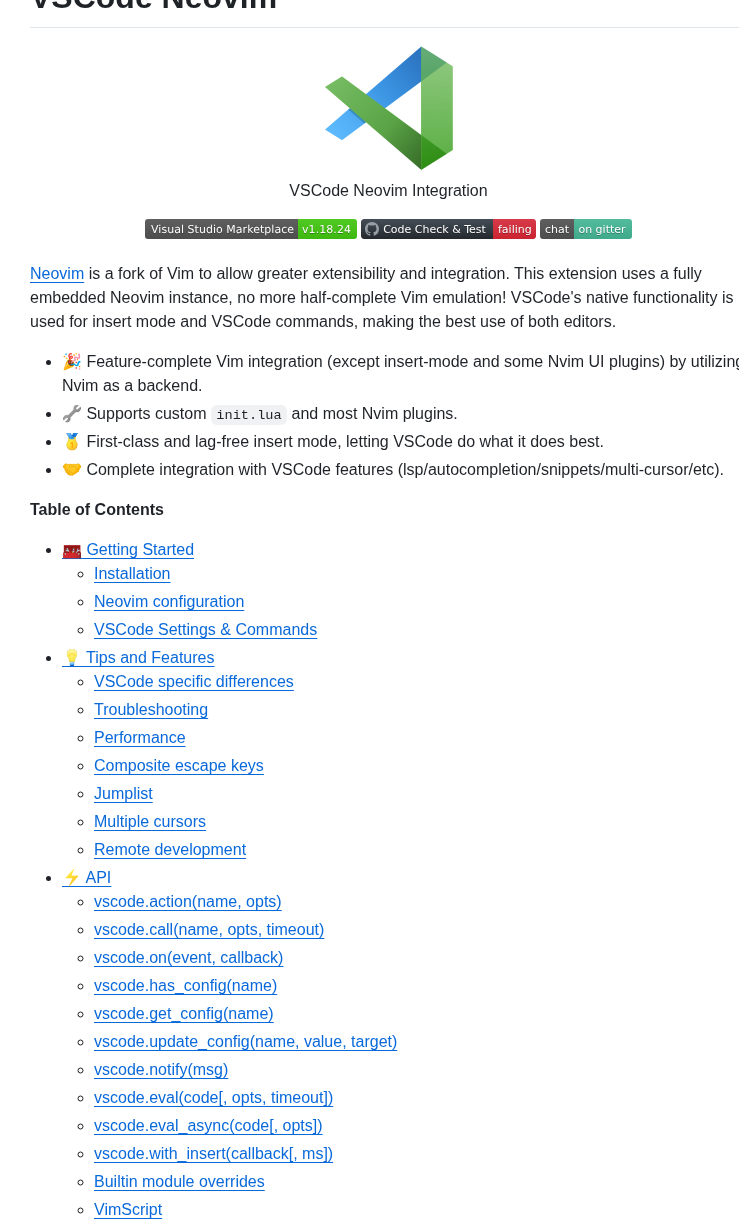 VSCode Neovim
VSCode Neovim Integration
Visual Studio Marketplace v1.18.24 Code Check & Test failing chat on gitter
Neovim is a fork of Vim to allow greater extensibility and integration. This extension uses a fully
embedded Neovim instance, no more half-complete Vim emulation! VSCode's native functionality is
used for insert mode and VSCode commands, making the best use of both editors.
• 🎉 Feature-complete Vim integration (except insert-mode and some Nvim UI plugins) by utilizing
Nvim as a backend.
• 🔧 Supports custom init.lua and most Nvim plugins.
• 🥇 First-class and lag-free insert mode, letting VSCode do what it does best.
• 🤝 Complete integration with VSCode features (lsp/autocompletion/snippets/multi-cursor/etc).
Table of Contents
• 🧰 Getting Started
◦ Installation
◦ Neovim configuration
◦ VSCode Settings & Commands
• 💡 Tips and Features
◦ VSCode specific differences
◦ Troubleshooting
◦ Performance
◦ Composite escape keys
◦ Jumplist
◦ Multiple cursors
◦ Remote development
• ⚡ API
◦ vscode.action(name, opts)
◦ vscode.call(name, opts, timeout)
◦ vscode.on(event, callback)
◦ vscode.has_config(name)
◦ vscode.get_config(name)
◦ vscode.update_config(name, value, target)
◦ vscode.notify(msg)
◦ vscode.eval(code[, opts, timeout])
◦ vscode.eval_async(code[, opts])
◦ vscode.with_insert(callback[, ms])
◦ Builtin module overrides
◦ VimScript